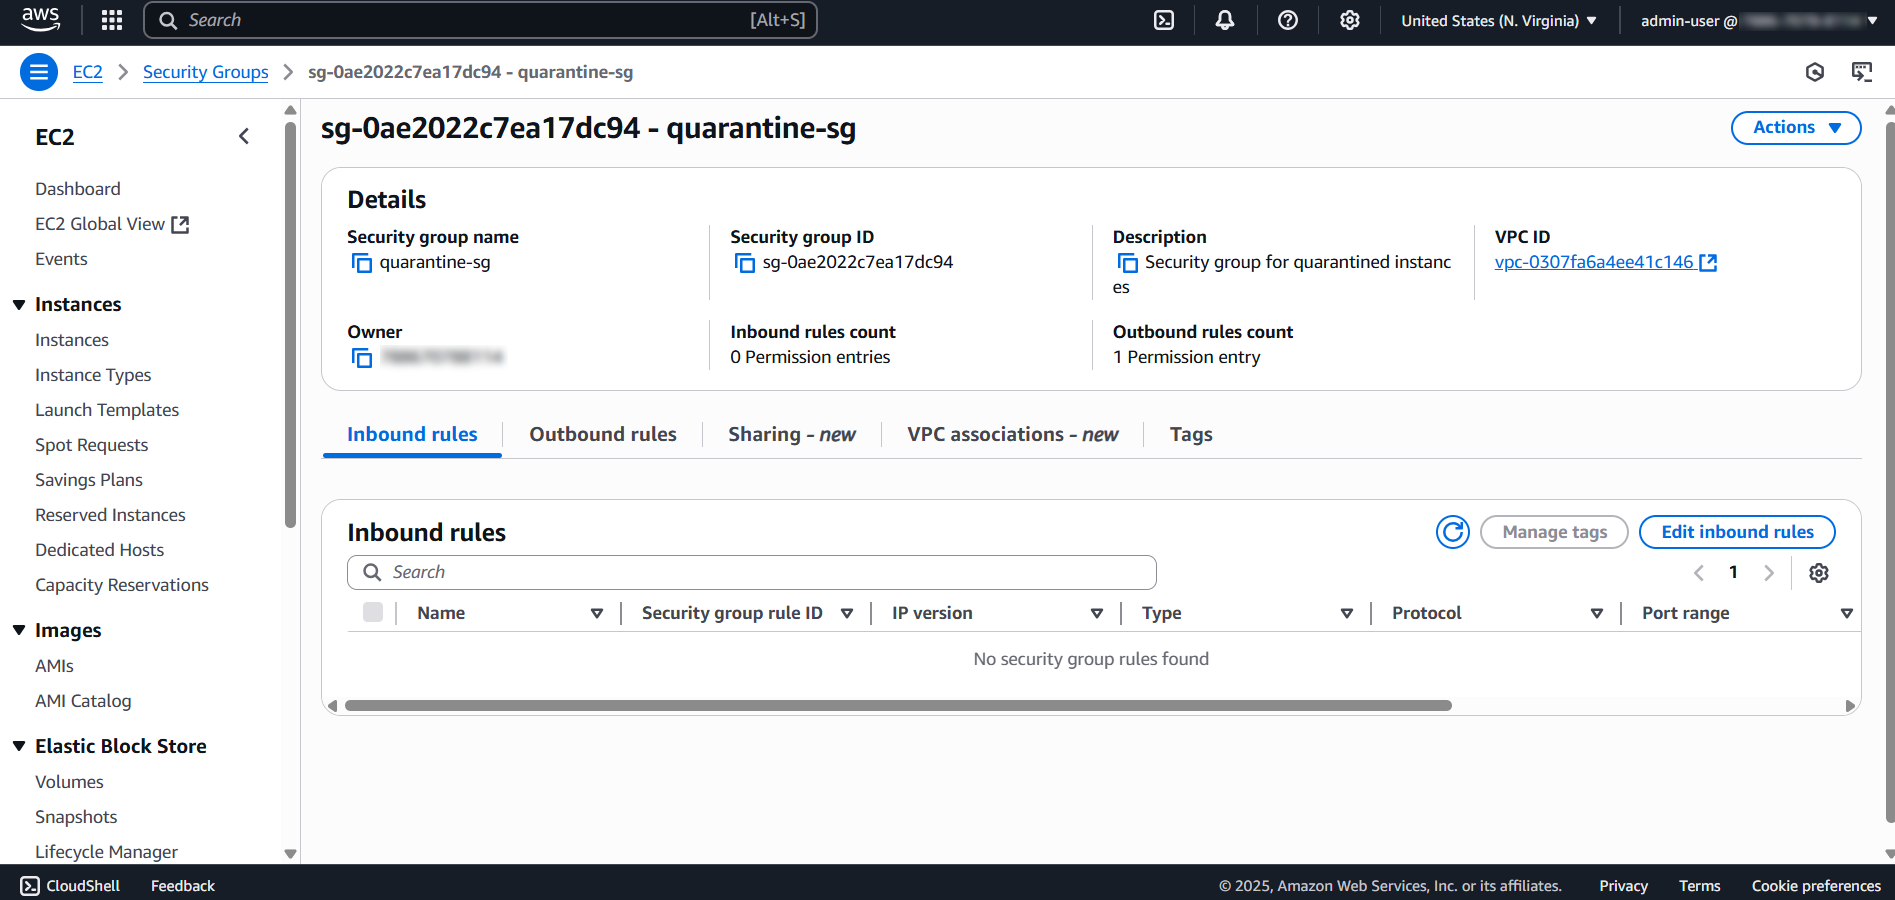 aws
Search
[Alt+S]
United States (N. Virginia)
admin-user @
EC2
Security Groups
sg-0ae2022c7ea17dc94 - quarantine-sg
EC2
Dashboard
EC2 Global View
Events
Instances
Instances
Instance Types
Launch Templates
Spot Requests
Savings Plans
Reserved Instances
Dedicated Hosts
Capacity Reservations
Images
AMIs
AMI Catalog
Elastic Block Store
Volumes
Snapshots
Lifecycle Manager
sg-0ae2022c7ea17dc94 - quarantine-sg
Actions
Details
Security group name
quarantine-sg
Security group ID
sg-0ae2022c7ea17dc94
Description
Security group for quarantined instanc
es
VPC ID
vpc-0307fa6a4ee41c146
Owner
Inbound rules count
0 Permission entries
Outbound rules count
1 Permission entry
Inbound rules
Outbound rules
Sharing - new
VPC associations - new
Tags
Inbound rules
Manage tags
Edit inbound rules
Search
1
Name
Security group rule ID
IP version
Type
Protocol
Port range
No security group rules found
CloudShell
Feedback
© 2025, Amazon Web Services, Inc. or its affiliates.
Privacy
Terms
Cookie preferences